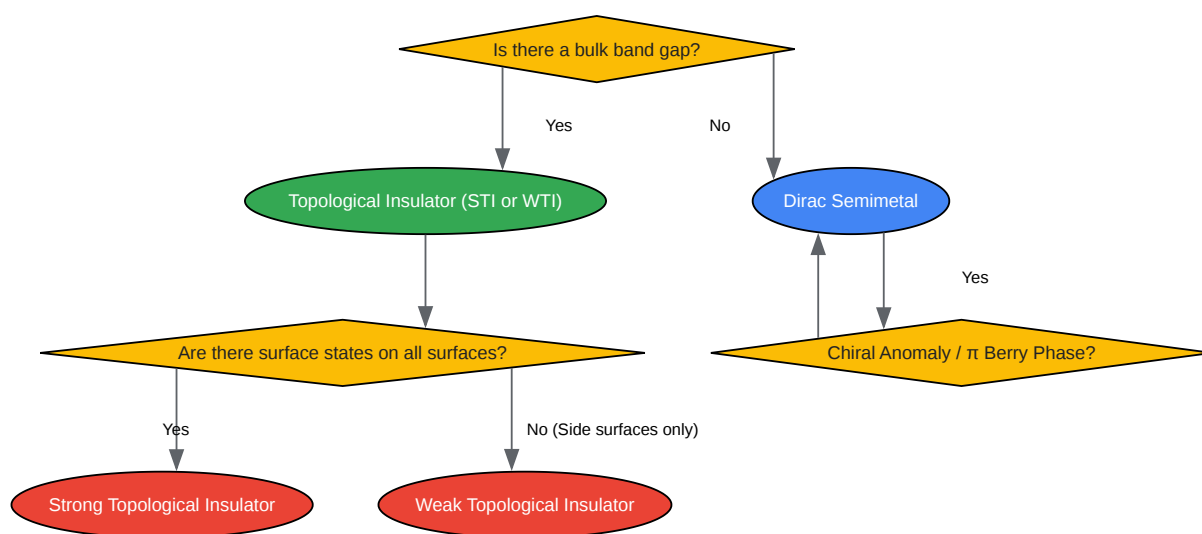 Is there a bulk band gap?
Yes
No
Topological Insulator (STI or WTI)
Dirac Semimetal
Yes
Are there surface states on all surfaces?
Chiral Anomaly / π Berry Phase?
Yes
No (Side surfaces only)
Strong Topological Insulator
Weak Topological Insulator